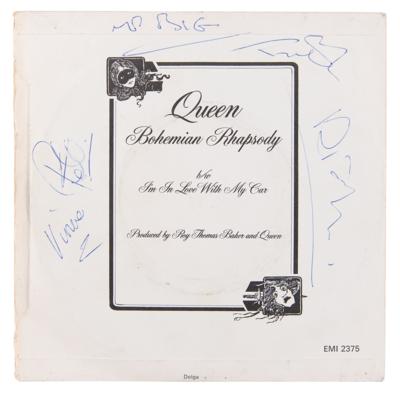 MR BIG
Queen
Bohemian Rhapsody
b/w
I'm In Love With My Car
Produced by Roy Thomas Baker and Queen
Vince
EMI 2375
Delga